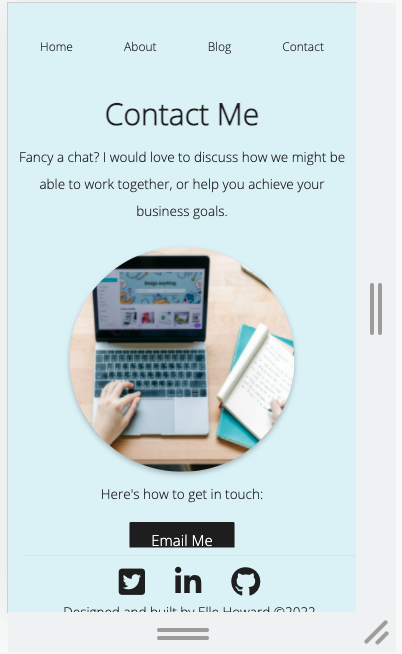 Home About Blog Contact
Contact Me
Fancy a chat? I would love to discuss how we might be
able to work together, or help you achieve your
business goals.
Here's how to get in touch:
Email Me
in
Designed and built by Elle Howard ©2022